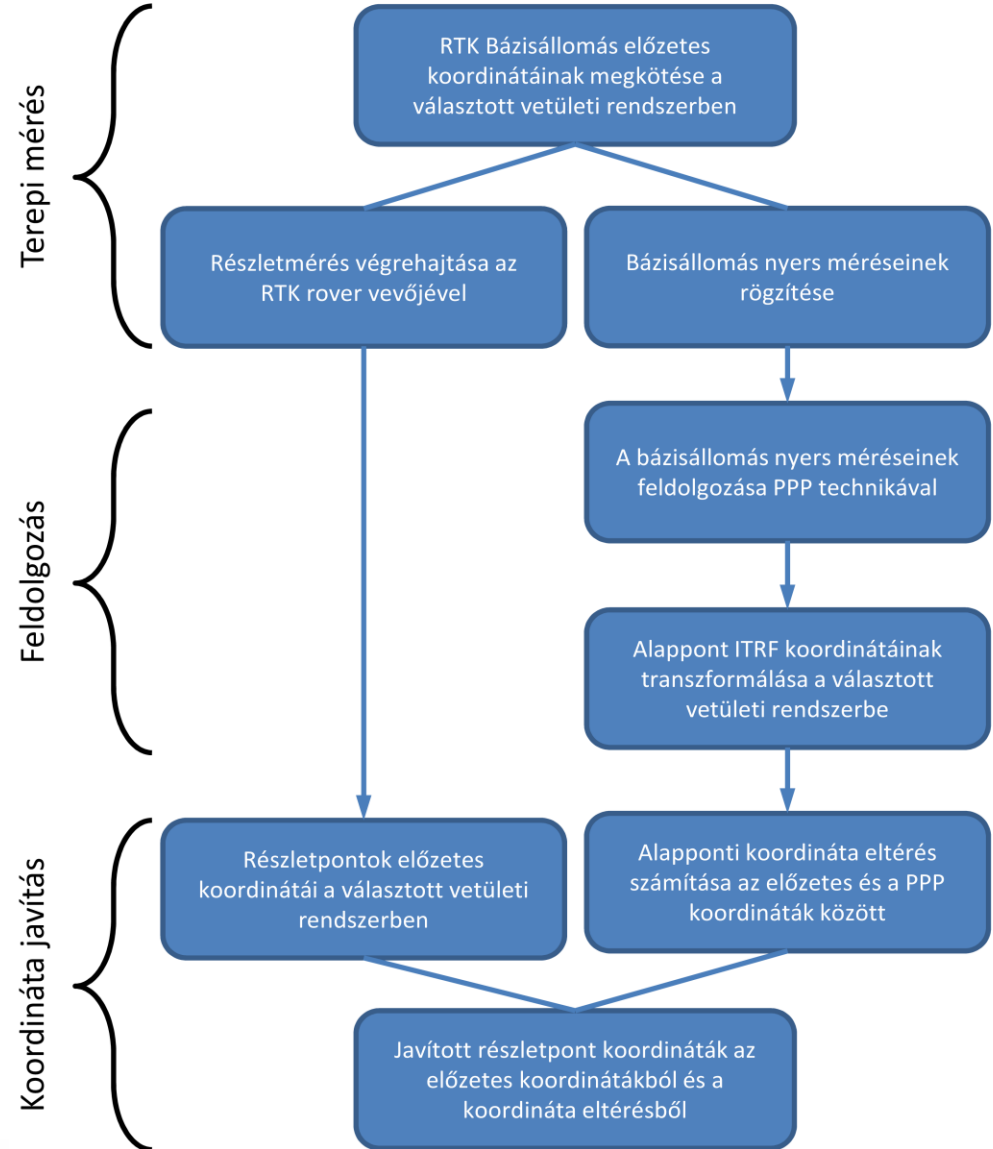 Terepi mérés
RTK Bázisállomás előzetes
koordinátáinak megkötése a
választott vetületi rendszerben
Részletmérés végrehajtása az
RTK rover vevőjével
Bázisállomás nyers méréseinek
rögzítése
Feldolgozás
A bázisállomás nyers méréseinek
feldolgozása PPP technikával
Alappont ITRF koordinátáinak
transzformálása a választott
vetületi rendszerbe
Koordináta javítás
Részletpontok előzetes
koordinátái a választott vetületi
rendszerben
Alapponti koordináta eltérés
számítása az előzetes és a PPP
koordináták között
Javított részletpont koordináták az
előzetes koordinátákból és a
koordináta eltérésből